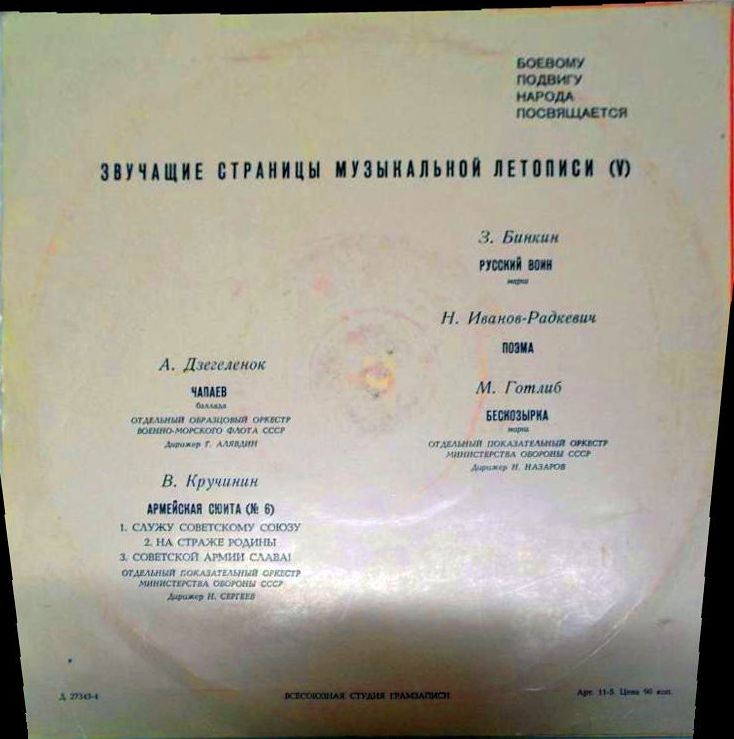 БОЕВОМУ
ПОДВИГУ
НАРОДА
ПОСВЯЩАЕТСЯ
ЗВУЧАЩИЕ СТРАНИЦЫ МУЗЫКАЛЬНОЙ ЛЕТОПИСИ (V)
А. Дзегеленок
ЧАПАЕВ
баллада
ОТДЕЛЬНЫЙ ОБРАЗЦОВЫЙ ОРКЕСТР
ВОЕННО-МОРСКОГО ФЛОТА СССР
Дирижер Г. АЛЯВДИН
В. Кручинин
АРМЕЙСКАЯ СЮИТА (№ 6)
1. СЛУЖУ СОВЕТСКОМУ СОЮЗУ
2. НА СТРАЖЕ РОДИНЫ
3. СОВЕТСКОЙ АРМИИ СЛАВА!
ОТДЕЛЬНЫЙ ПОКАЗАТЕЛЬНЫЙ ОРКЕСТР
МИНИСТЕРСТВА ОБОРОНЫ СССР
Дирижер Н. СЕРГЕЕВ
З. Бинкин
РУССКИЙ ВОИН
марш
Н. Иванов-Радкевич
ПОЭМА
М. Готлиб
БЕСКОЗЫРКА
марш
ОТДЕЛЬНЫЙ ПОКАЗАТЕЛЬНЫЙ ОРКЕСТР
МИНИСТЕРСТВА ОБОРОНЫ СССР
Дирижер Н. НАЗАРОВ
Д 27343-4
ВСЕСОЮЗНАЯ СТУДИЯ ГРАМЗАПИСИ
Арт. 11-5. Цена 90 коп.